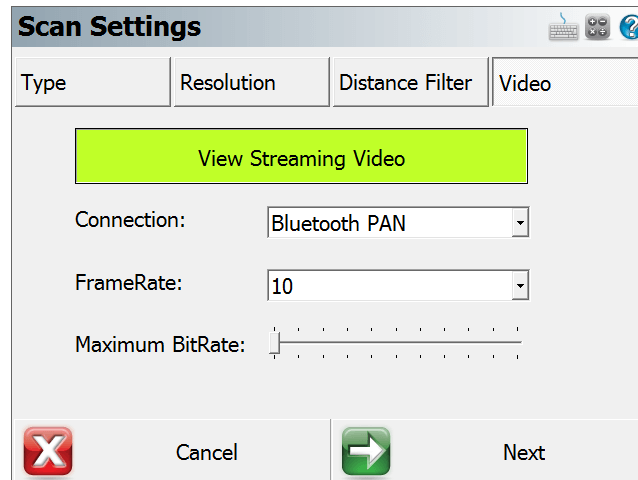 Scan Settings
Type
Resolution
Distance Filter
Video
View Streaming Video
Connection:
Bluetooth PAN
FrameRate:
10
Maximum BitRate:
Cancel
Next